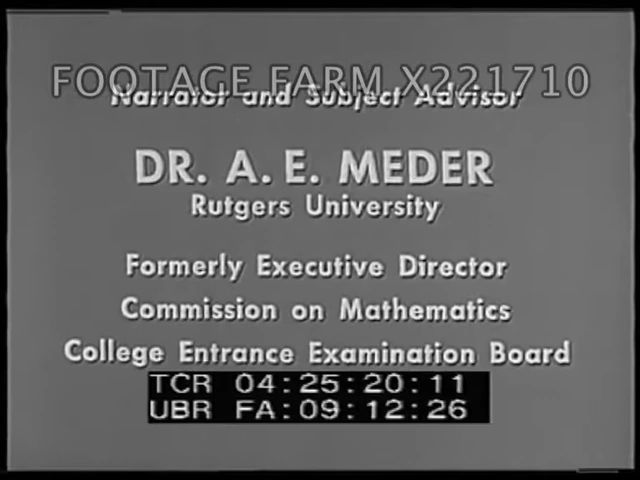 FOOTAGE FARM X221710
Narrator and Subject Advisor
DR. A. E. MEDER
Rutgers University
Formerly Executive Director
Commission on Mathematics
College Entrance Examination Board
TCR 04:25:20:11
UBR FA:09:12:26